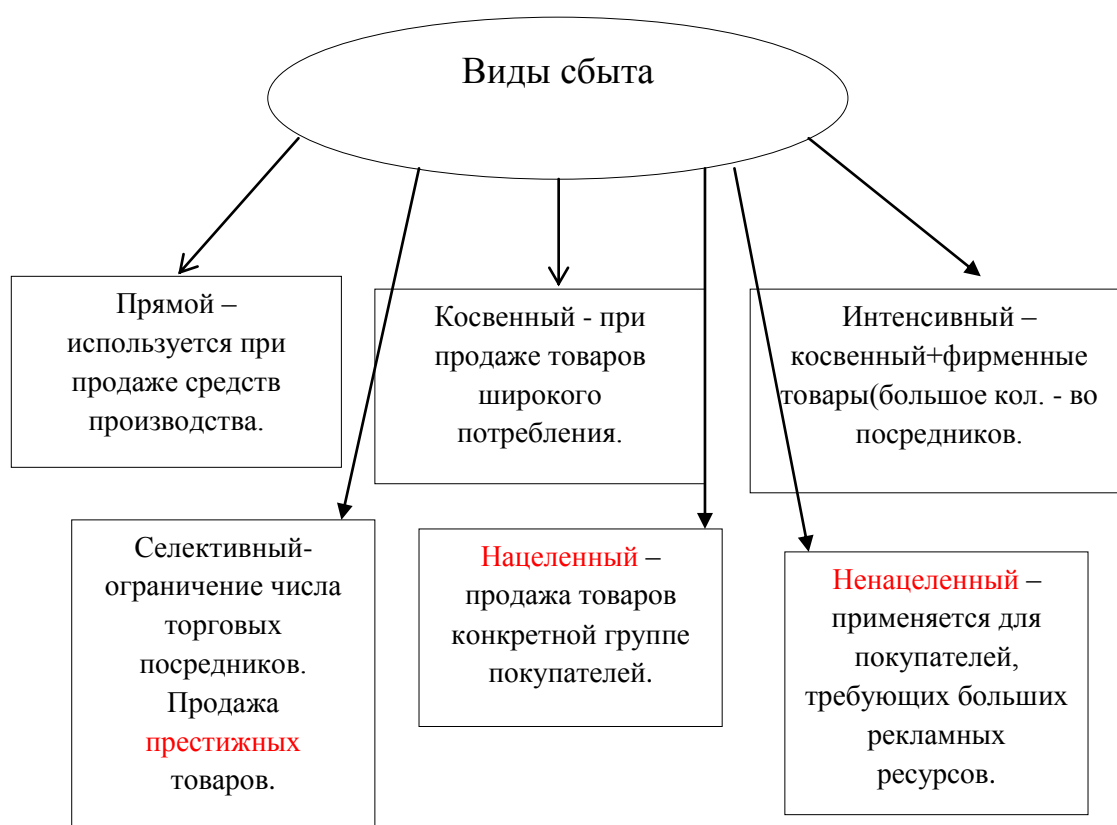 Виды сбыта
Прямой –
используется при
продаже средств
производства.
Косвенный - при
продаже товаров
широкого
потребления.
Интенсивный –
косвенный+фирменные
товары(большое кол. - во
посредников.
Селективный-
ограничение числа
торговых
посредников.
Продажа
престижных
товаров.
Нацеленный –
продажа товаров
конкретной группе
покупателей.
Ненацеленный –
применяется для
покупателей,
требующих больших
рекламных
ресурсов.